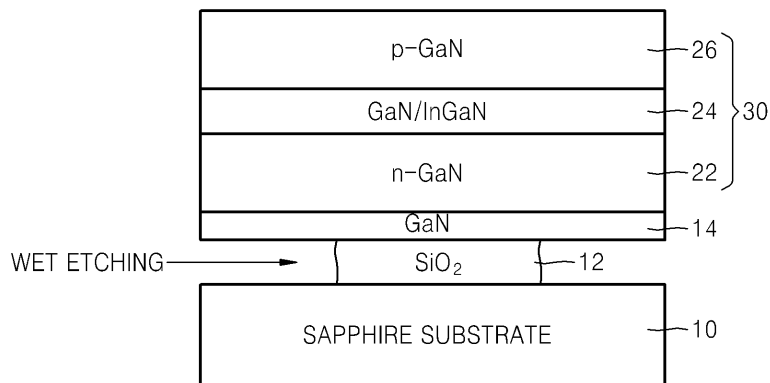 p-GaN 26
GaN/InGaN 24 30
n-GaN 22
GaN 14
WET ETCHING SiO₂ 12
SAPPHIRE SUBSTRATE 10